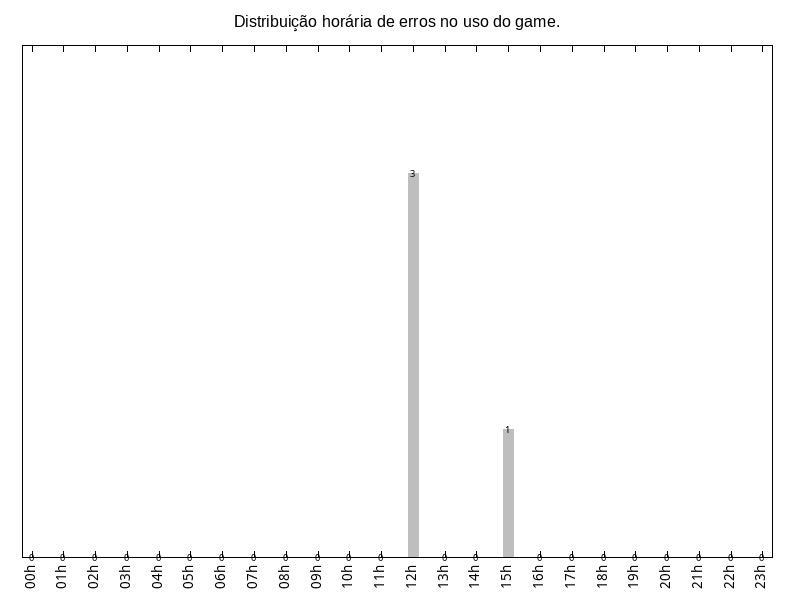 Distribuição horária de erros no uso do game.
3
1
0 0 0 0 0 0 0 0 0 0 0 0 0 0 0 0 0 0 0 0 0 0
00h 01h 02h 03h 04h 05h 06h 07h 08h 09h 10h 11h 12h 13h 14h 15h 16h 17h 18h 19h 20h 21h 22h 23h